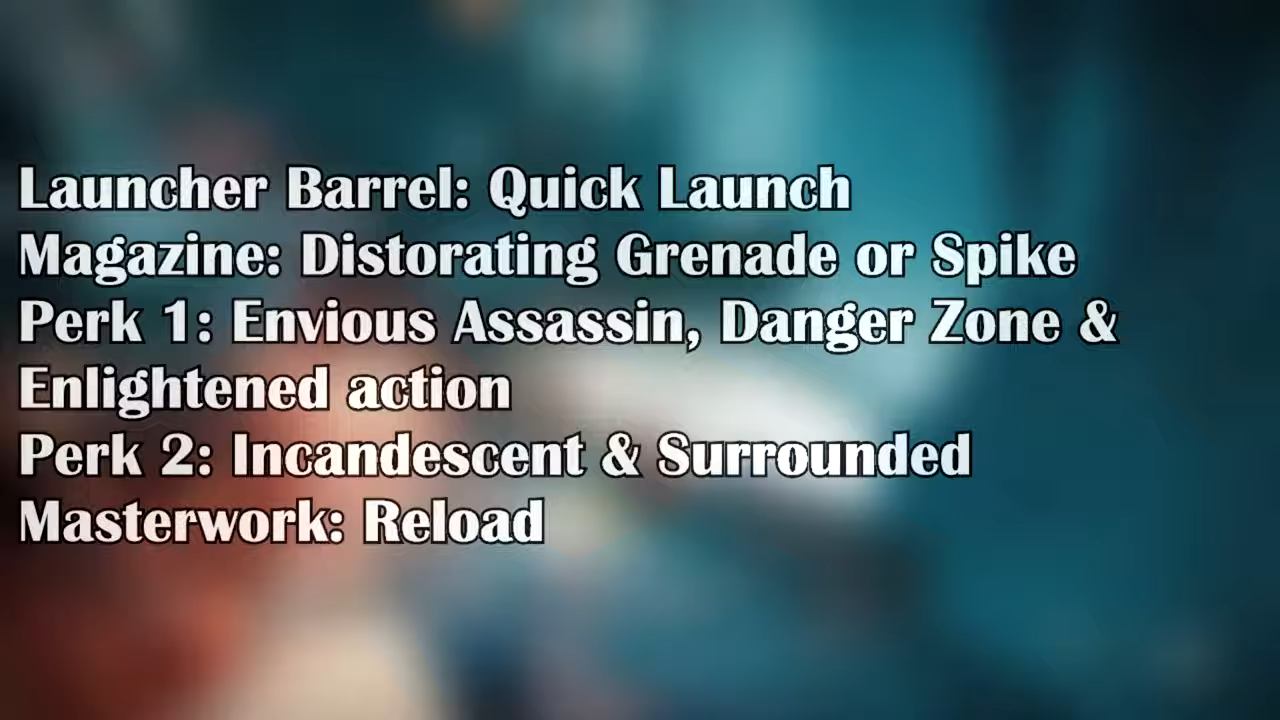 Launcher Barrel: Quick Launch
Magazine: Distorating Grenade or Spike
Perk 1: Envious Assassin, Danger Zone &
Enlightened action
Perk 2: Incandescent & Surrounded
Masterwork: Reload